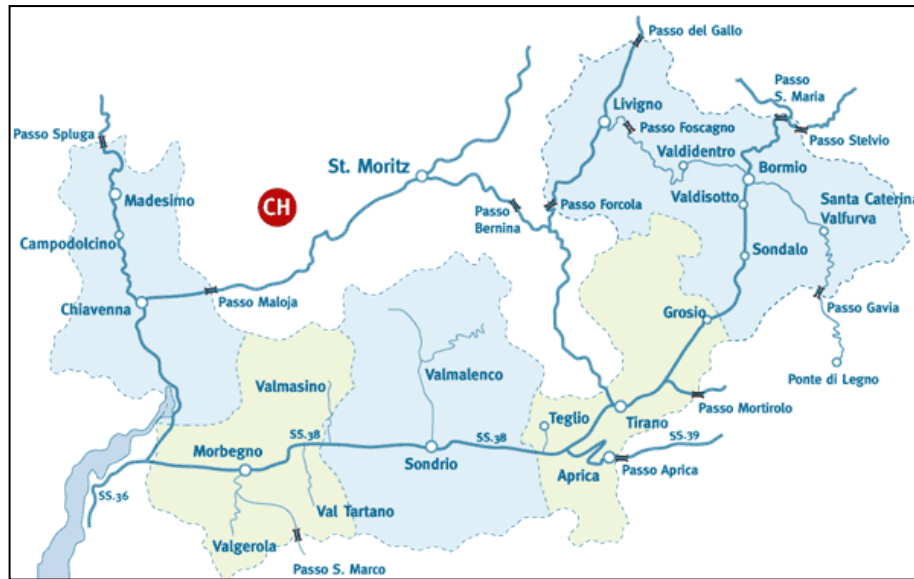 Passo del Gallo
Passo
S. Maria
Livigno
Passo Foscagno
Passo Spluga
Passo Stelvio
Valdidentro
St. Moritz
Bormio
Madesimo
Valdisotto
Santa Caterina
Valfurva
CH
Passo Forcola
Passo
Bernina
Campodolcino
Sondalo
Passo Maloja
Chiavenna
Passo Gavia
Grosio
Valmasino
Valmalenco
Ponte di Legno
Passo Mortirolo
Teglio
Tirano
Morbegno
SS.38
SS.38
SS.39
Sondrio
Aprica
Passo Aprica
SS.36
Val Tartano
Valgerola
Passo S. Marco